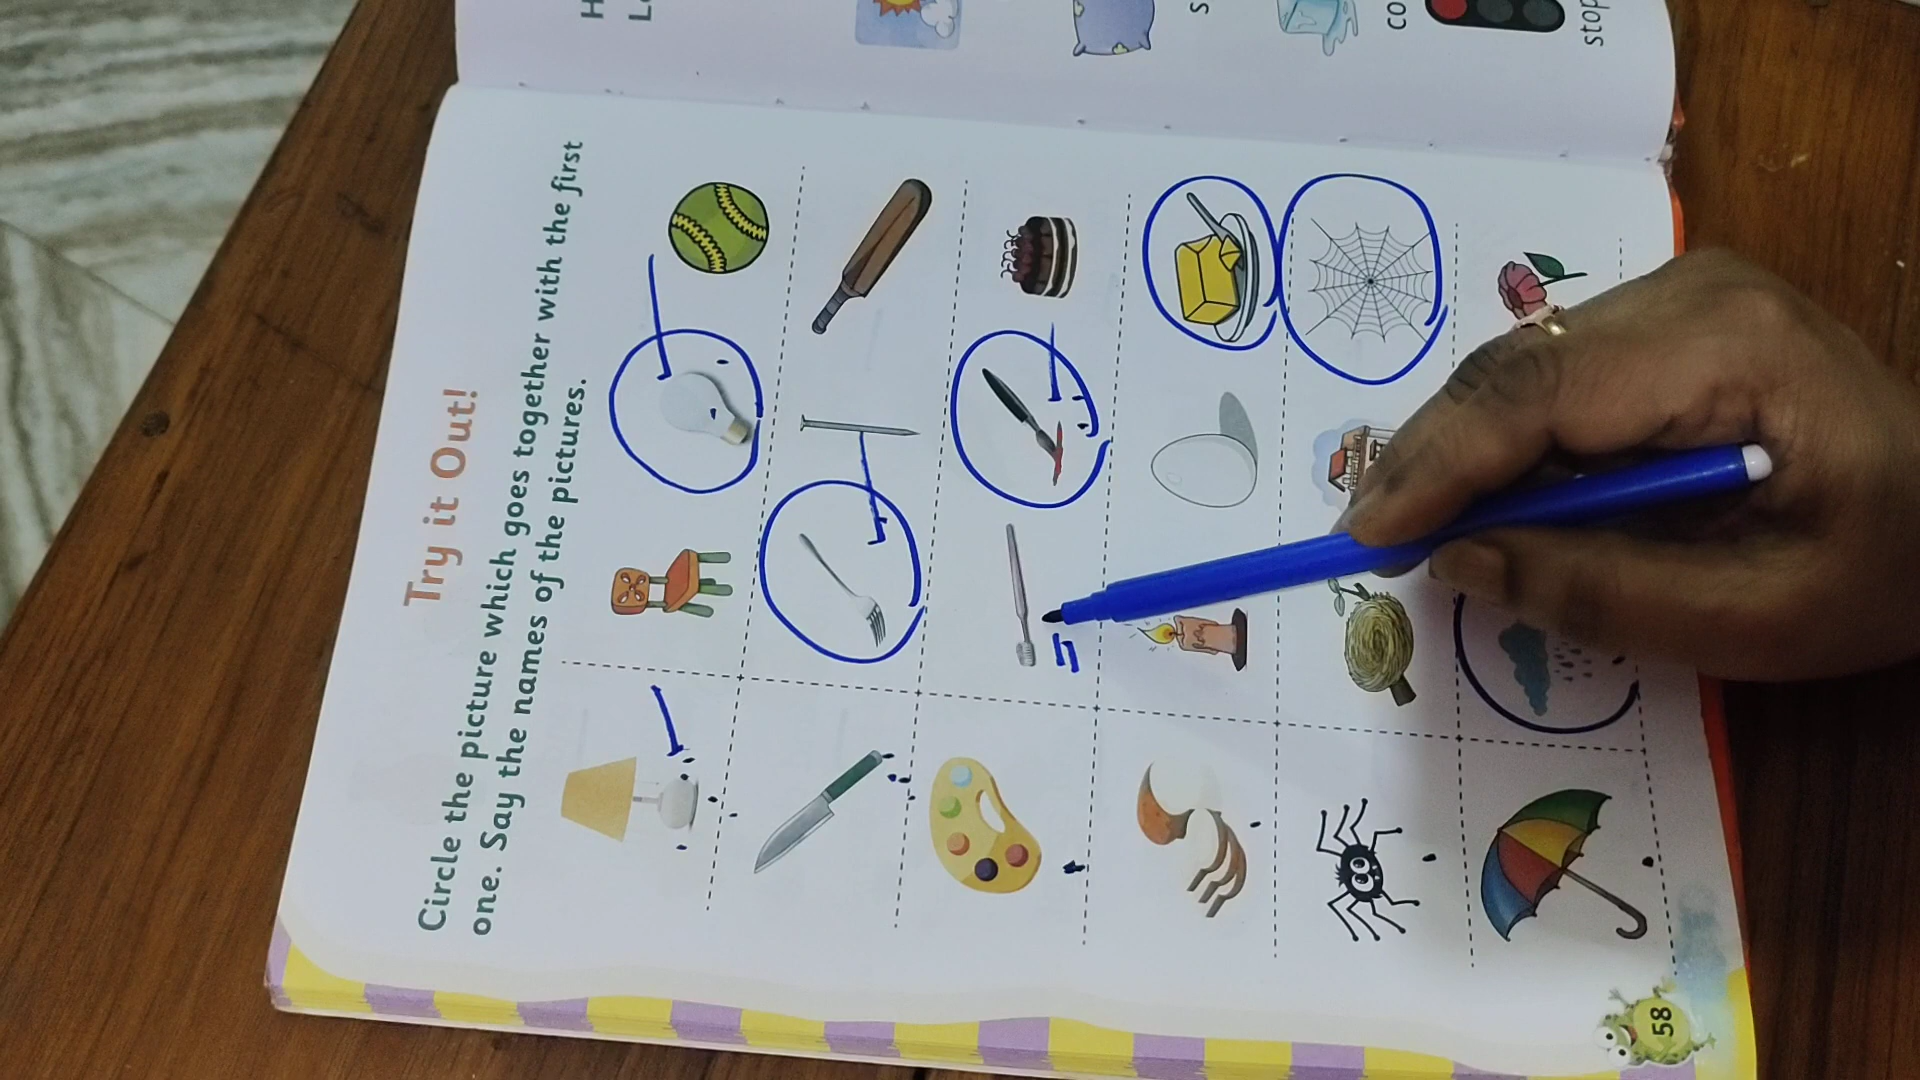 Try it Out!
Circle the picture which goes together with the first
one. Say the names of the pictures.
58
H
L
s
co
stop